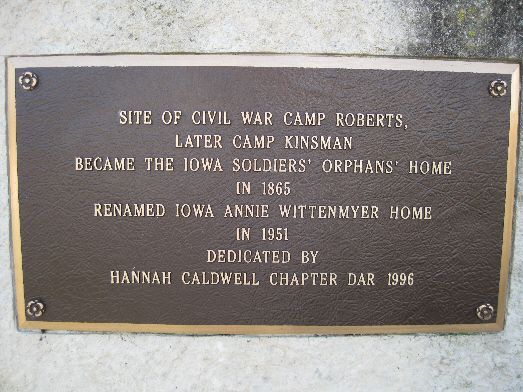 SITE OF CIVIL WAR CAMP ROBERTS,
LATER CAMP KINSMAN
BECAME THE IOWA SOLDIERS' ORPHANS' HOME
IN 1865
RENAMED IOWA ANNIE WITTENMYER HOME
IN 1951
DEDICATED BY
HANNAH CALDWELL CHAPTER DAR 1996